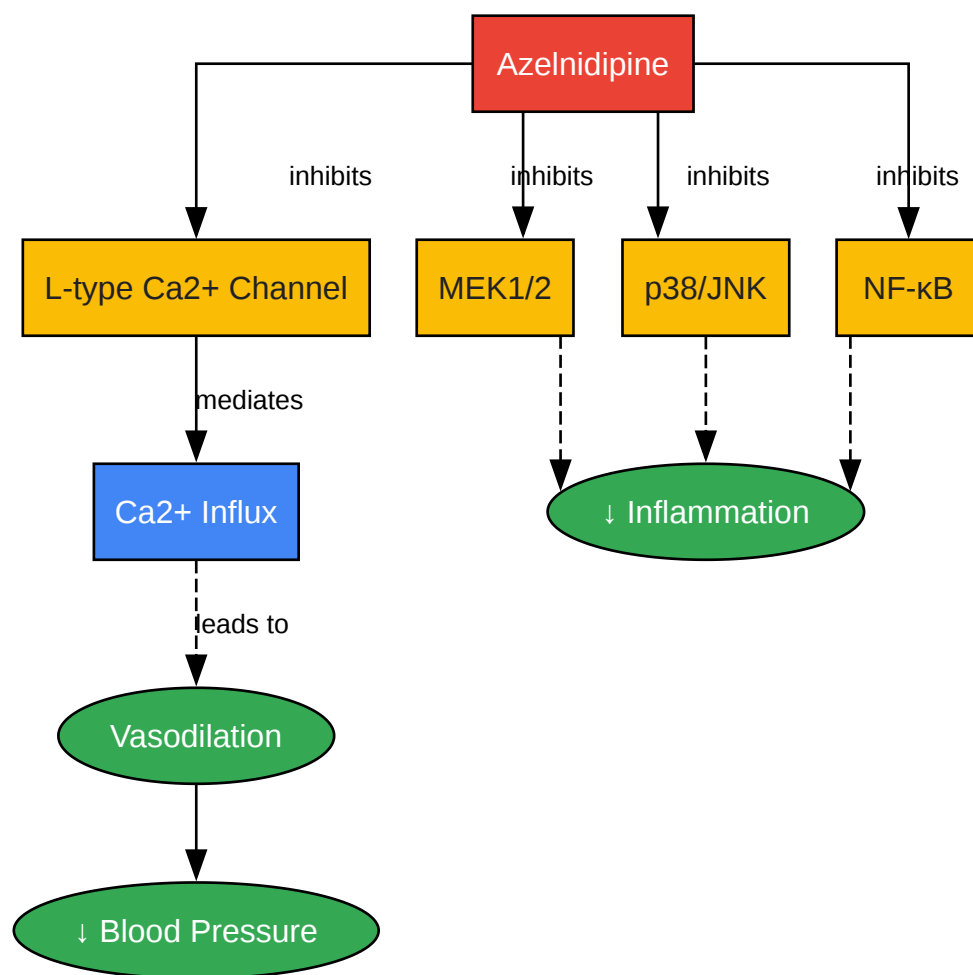 Azelnidipine
inhibits
inhibits
inhibits
inhibits
L-type Ca2+ Channel
MEK1/2
p38/JNK
NF-κB
mediates
Ca2+ Influx
↓ Inflammation
leads to
Vasodilation
↓ Blood Pressure